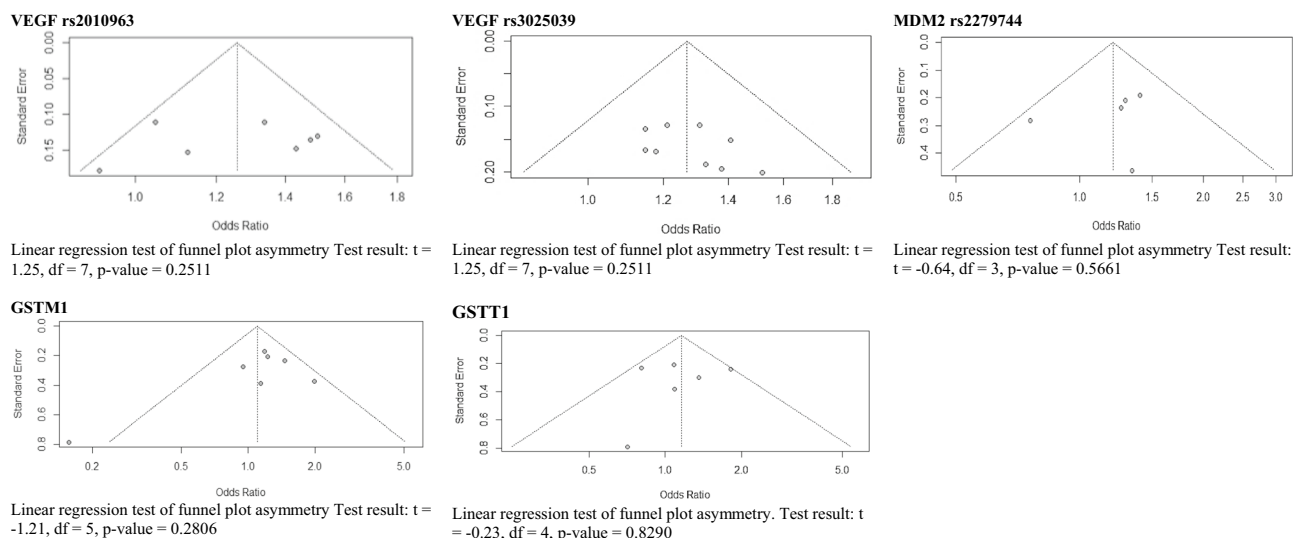 VEGF rs2010963
Standard Error
0.00
0.05
0.10
0.15
1.0 1.2 1.4 1.6 1.8
Odds Ratio
Linear regression test of funnel plot asymmetry Test result: t =
1.25, df = 7, p-value = 0.2511
VEGF rs3025039
Standard Error
0.00
0.10
0.20
1.0 1.2 1.4 1.6 1.8
Odds Ratio
Linear regression test of funnel plot asymmetry Test result: t =
1.25, df = 7, p-value = 0.2511
MDM2 rs2279744
Standard Error
0.0
0.1
0.2
0.3
0.4
0.5 1.0 1.5 2.0 2.5 3.0
Odds Ratio
Linear regression test of funnel plot asymmetry Test result:
t = -0.64, df = 3, p-value = 0.5661
GSTM1
Standard Error
0.0
0.2
0.4
0.6
0.8
0.2 0.5 1.0 2.0 5.0
Odds Ratio
Linear regression test of funnel plot asymmetry Test result: t =
-1.21, df = 5, p-value = 0.2806
GSTT1
Standard Error
0.0
0.2
0.4
0.6
0.8
0.5 1.0 2.0 5.0
Odds Ratio
Linear regression test of funnel plot asymmetry. Test result: t
= -0.23, df = 4, p-value = 0.8290